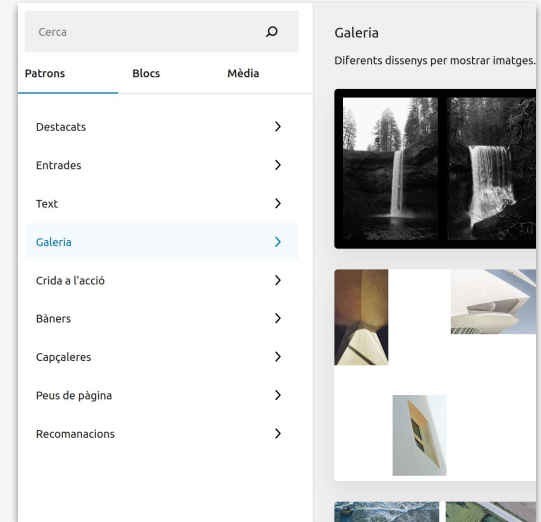 Cerca
Patrons Blocs Mèdia
Destacats
Entrades
Text
Galeria
Crida a l'acció
Bàners
Capçaleres
Peus de pàgina
Recomanacions
Galeria
Diferents dissenys per mostrar imatges.